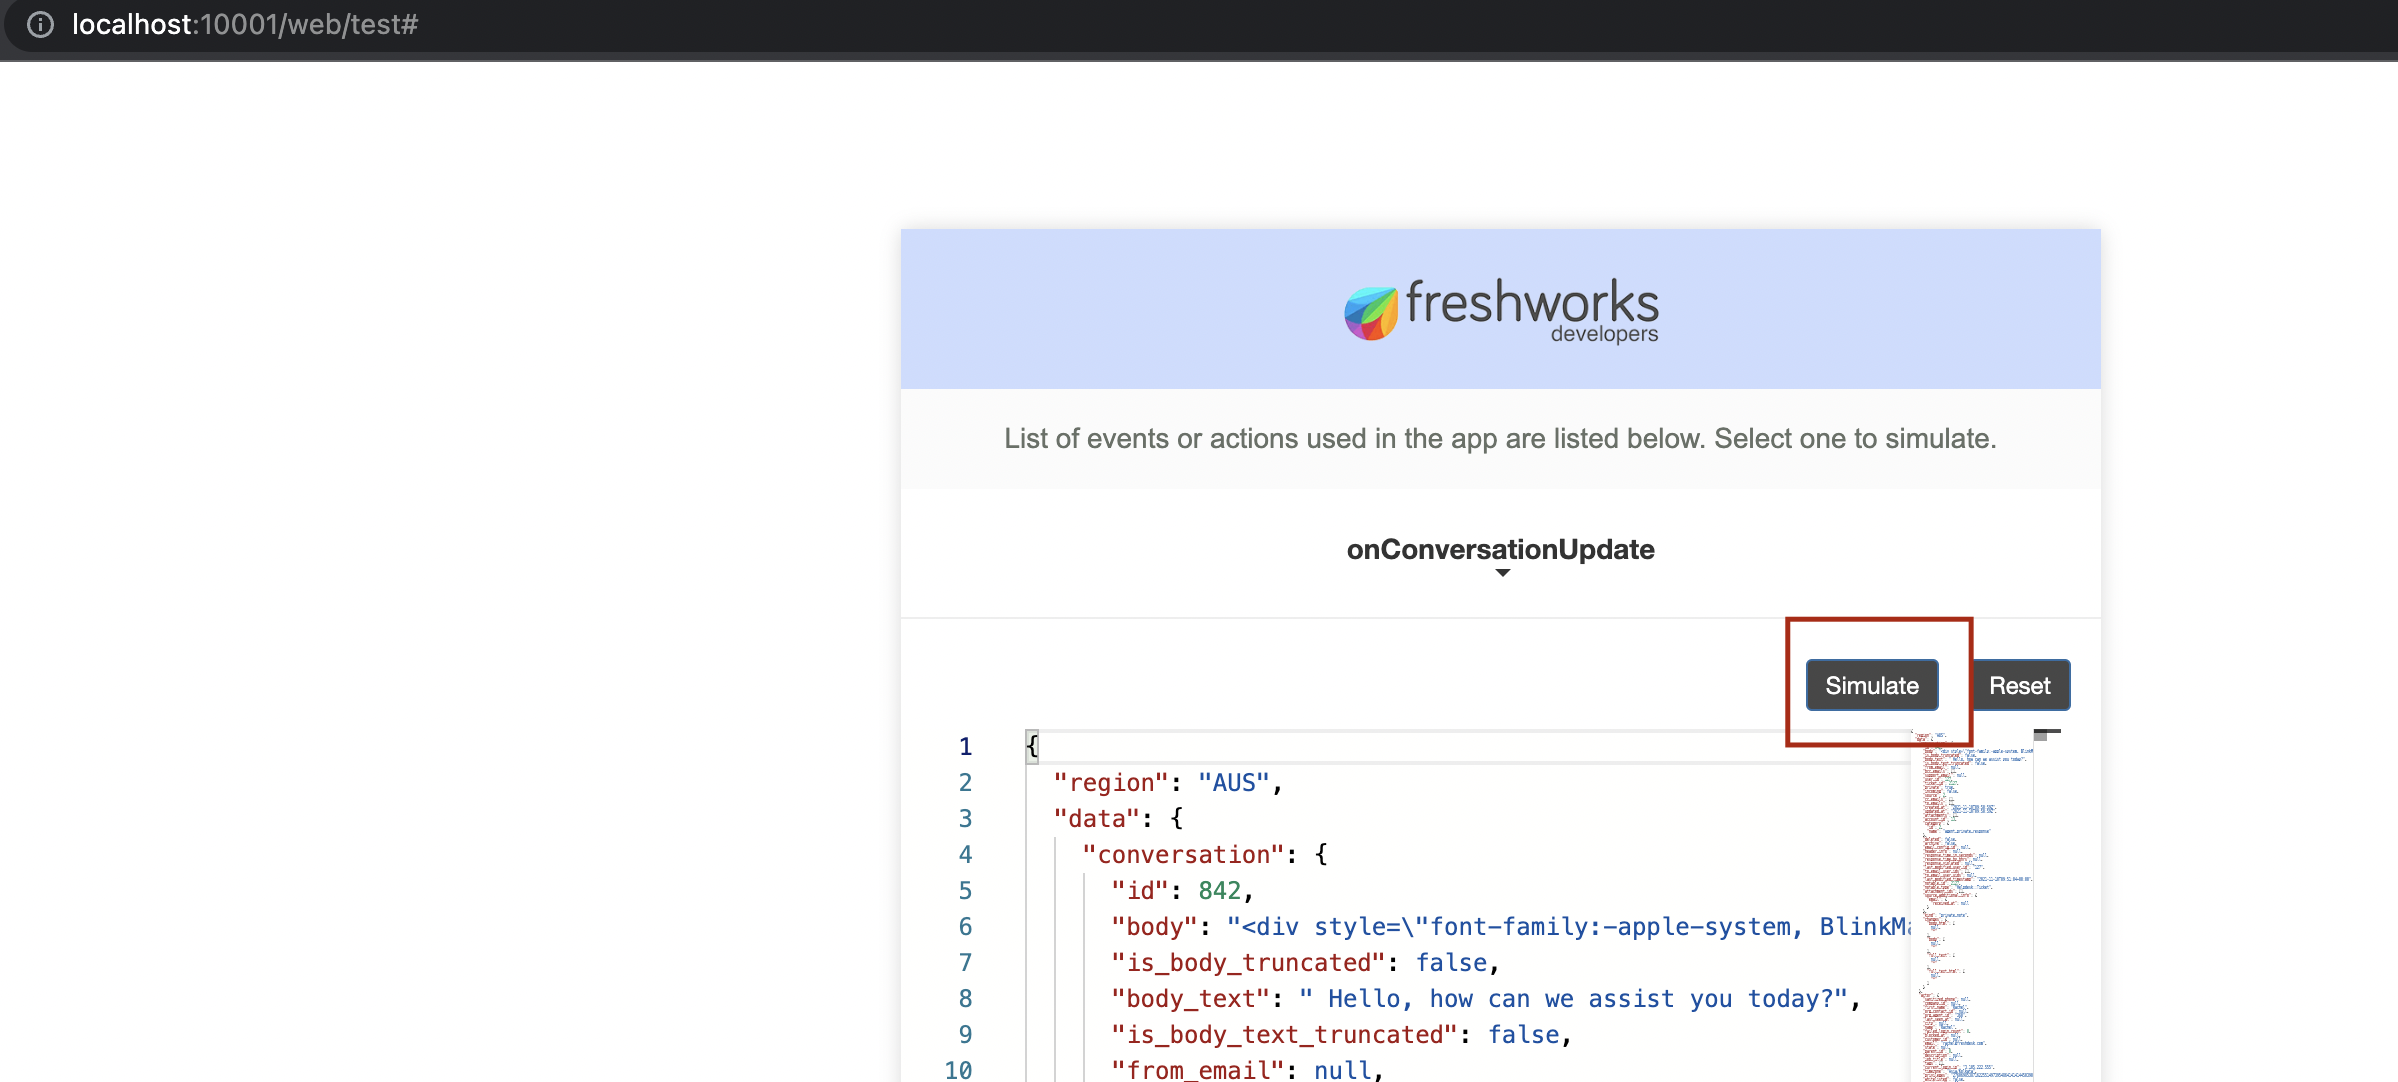 localhost:10001/web/test#
freshworks
developers
List of events or actions used in the app are listed below. Select one to simulate.
onConversationUpdate
Simulate Reset
1 {
2 "region": "AUS",
3 "data": {
4 "conversation": {
5 "id": 842,
6 "body": "<div style=\"font-family:-apple-system, BlinkMa
7 "is_body_truncated": false,
8 "body_text": " Hello, how can we assist you today?",
9 "is_body_text_truncated": false,
10 "from_email": null,